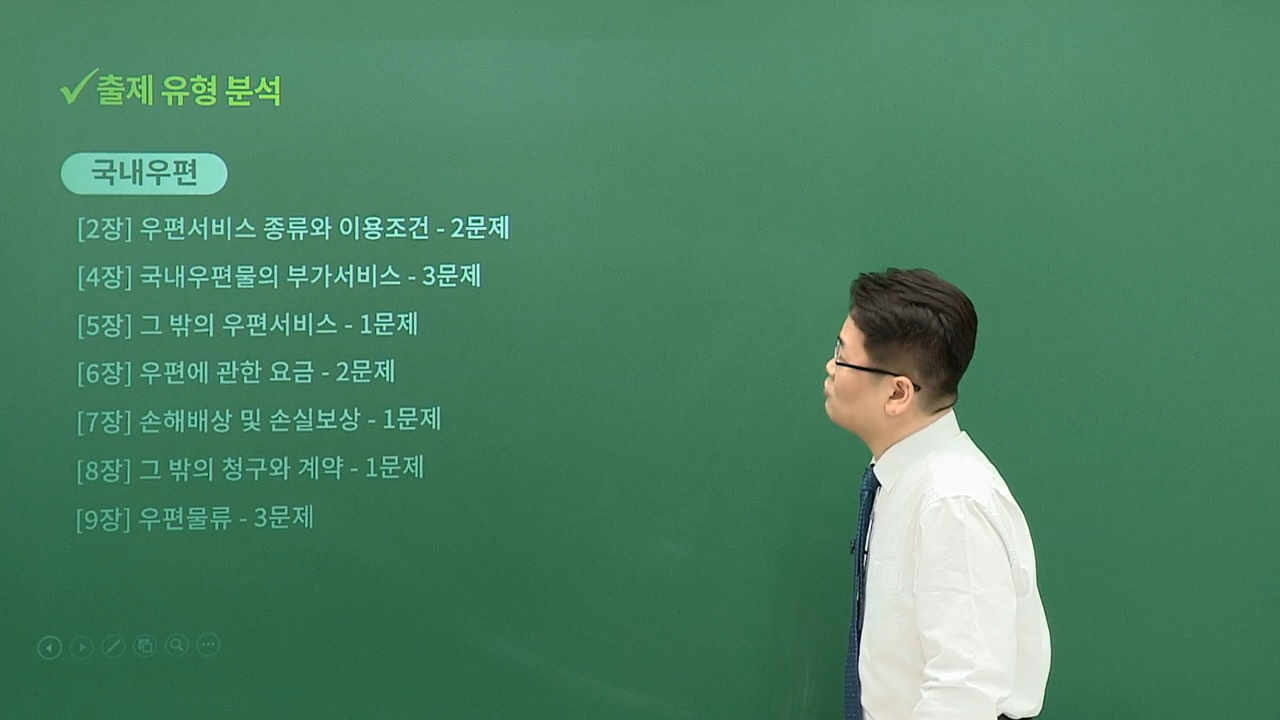 출제 유형 분석
국내우편
[2장] 우편서비스 종류와 이용조건 - 2문제
[4장] 국내우편물의 부가서비스 - 3문제
[5장] 그 밖의 우편서비스 - 1문제
[6장] 우편에 관한 요금 - 2문제
[7장] 손해배상 및 손실보상 - 1문제
[8장] 그 밖의 청구와 계약 - 1문제
[9장] 우편물류 - 3문제